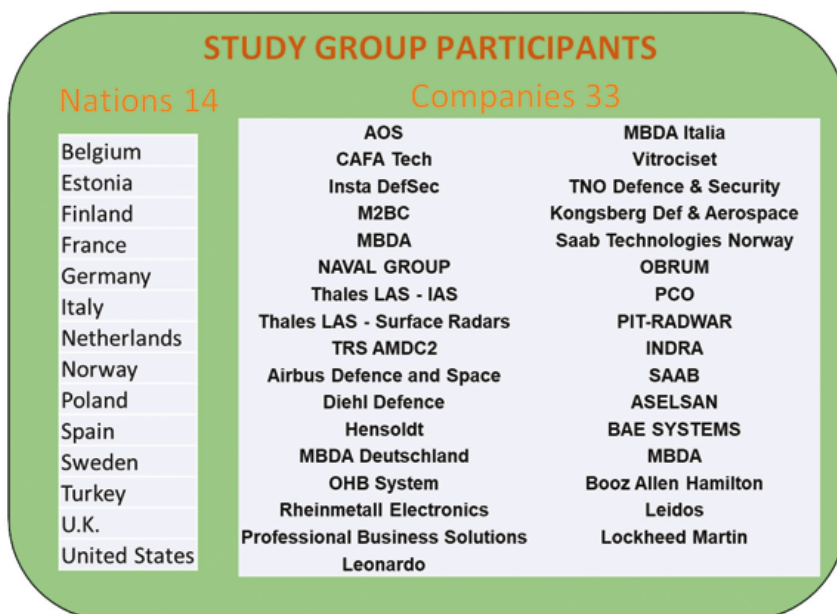 STUDY GROUP PARTICIPANTS
Nations 14
Belgium
Estonia
Finland
France
Germany
Italy
Netherlands
Norway
Poland
Spain
Sweden
Turkey
U.K.
United States
Companies 33
AOS
CAFA Tech
Insta DefSec
M2BC
MBDA
NAVAL GROUP
Thales LAS - IAS
Thales LAS - Surface Radars
TRS AMDC2
Airbus Defence and Space
Diehl Defence
Hensoldt
MBDA Deutschland
OHB System
Rheinmetall Electronics
Professional Business Solutions
Leonardo
MBDA Italia
Vitrociset
TNO Defence & Security
Kongsberg Def & Aerospace
Saab Technologies Norway
OBRUM
PCO
PIT-RADWAR
INDRA
SAAB
ASELSAN
BAE SYSTEMS
MBDA
Booz Allen Hamilton
Leidos
Lockheed Martin